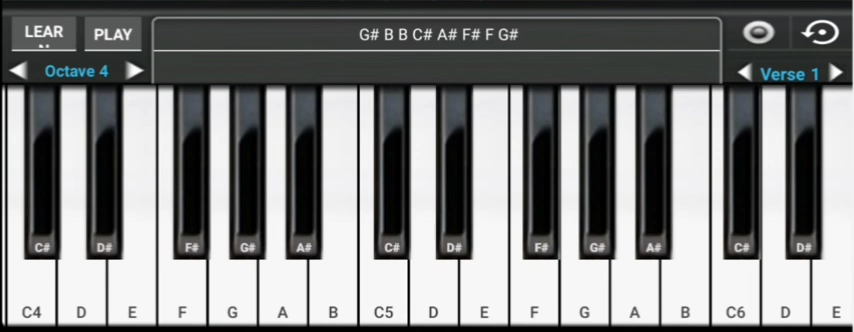 LEAR
N
PLAY
G# B B C# A# F# F G#
Octave 4
Verse 1
C# D# F# G# A# C# D# F# G# A# C# D#
C4 D E F G A B C5 D E F G A B C6 D E